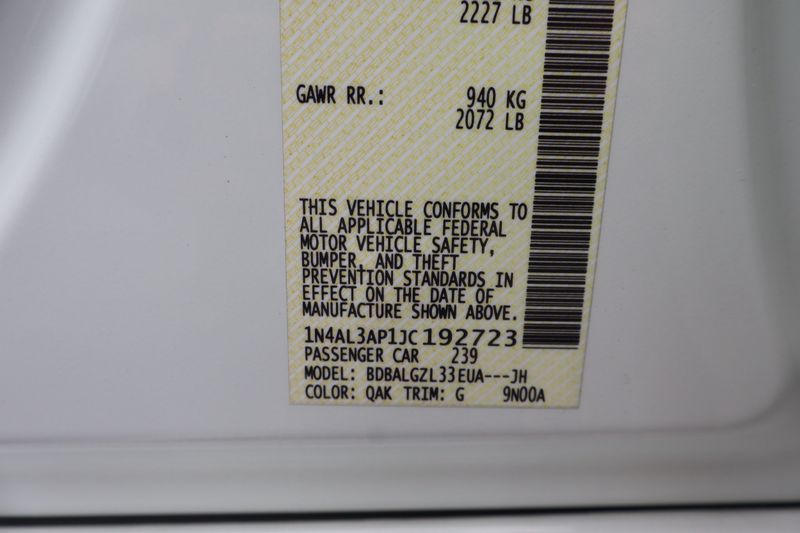 2227 LB
GAWR RR.: 940 KG
2072 LB
THIS VEHICLE CONFORMS TO
ALL APPLICABLE FEDERAL
MOTOR VEHICLE SAFETY,
BUMPER, AND THEFT
PREVENTION STANDARDS IN
EFFECT ON THE DATE OF
MANUFACTURE SHOWN ABOVE.
1N4AL3AP1JC192723
PASSENGER CAR 239
MODEL: BDBALGZL33EUA---JH
COLOR: QAK TRIM: G 9N00A